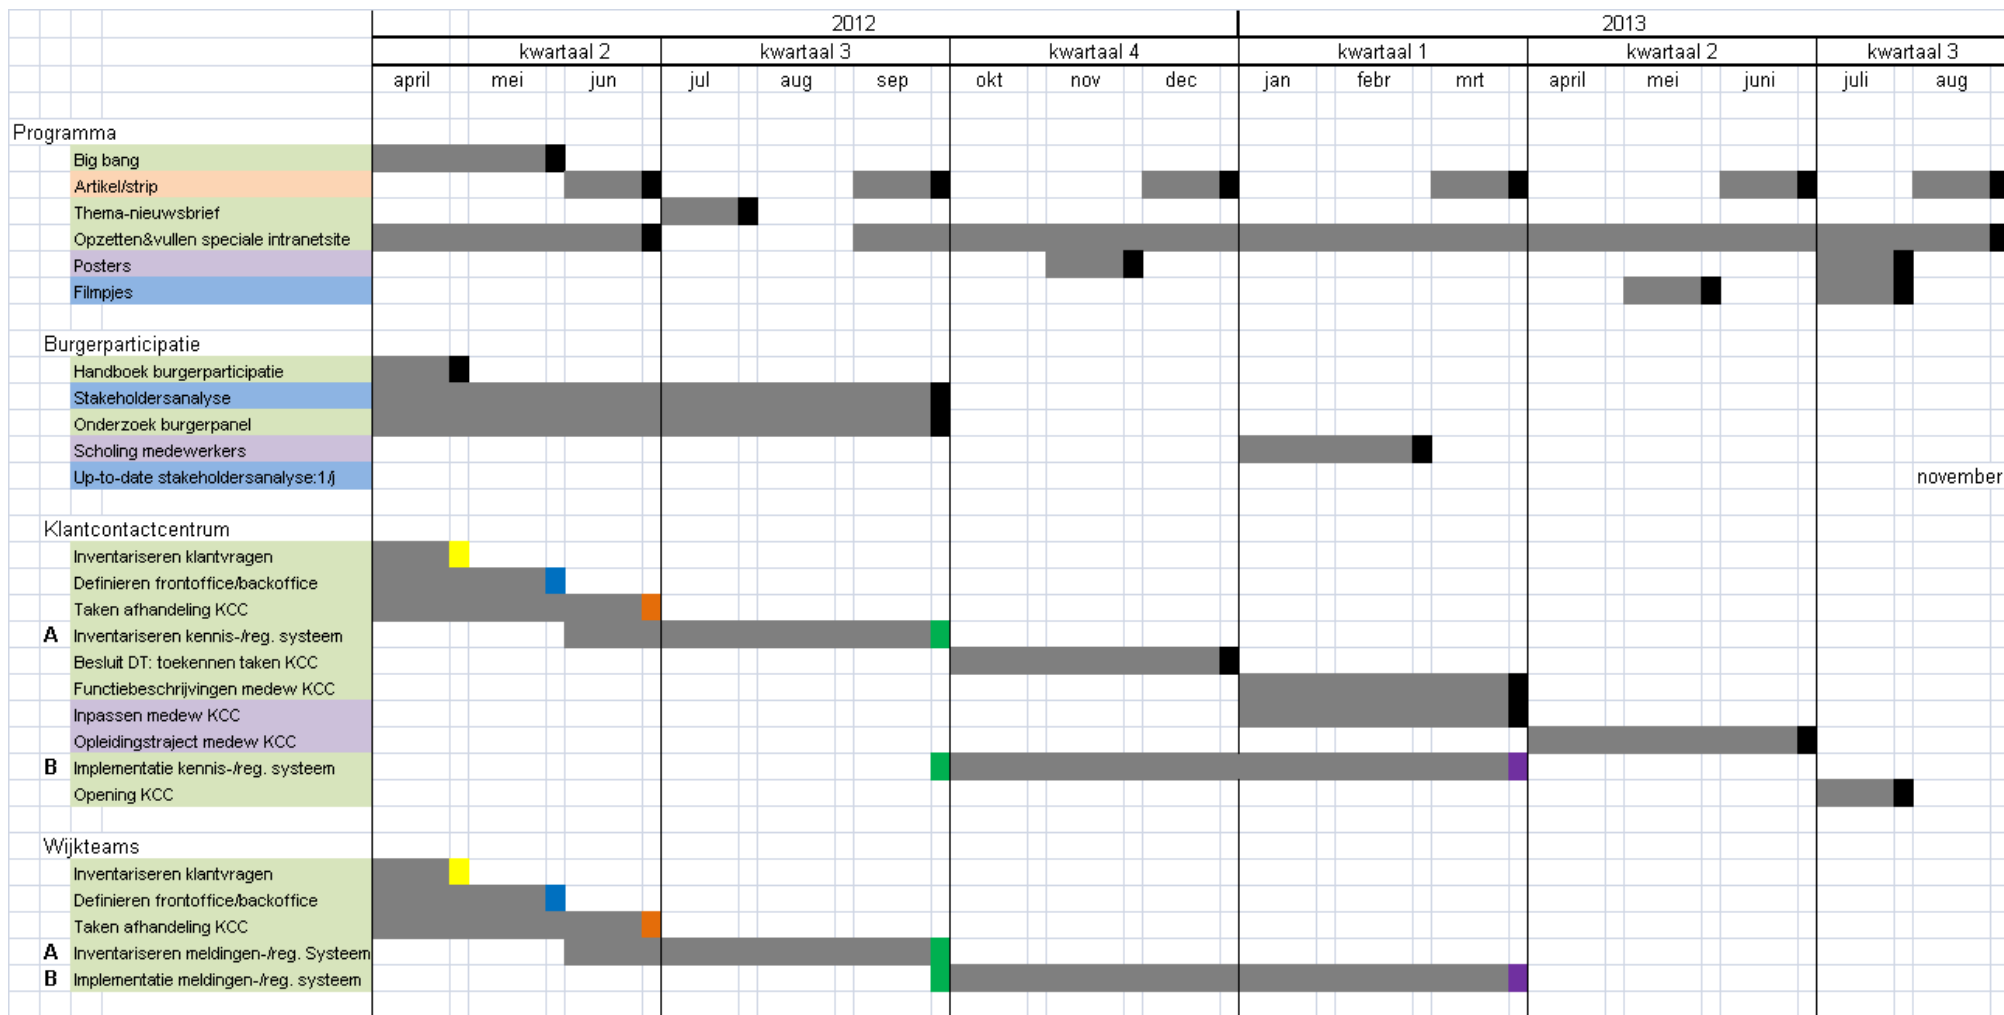 2012 2013
kwartaal 2 kwartaal 3 kwartaal 4 kwartaal 1 kwartaal 2 kwartaal 3
april mei jun jul aug sep okt nov dec jan febr mrt april mei juni juli aug
Programma
Big bang
Artikel/strip
Thema-nieuwsbrief
Opzetten&vullen speciale intranetsite
Posters
Filmpjes
Burgerparticipatie
Handboek burgerparticipatie
Stakeholdersanalyse
Onderzoek burgerpanel
Scholing medewerkers
Up-to-date stakeholdersanalyse:1/j november
Klantcontactcentrum
Inventariseren klantvragen
Definieren frontoffice/backoffice
Taken afhandeling KCC
A Inventariseren kennis-/reg. systeem
Besluit DT: toekennen taken KCC
Functiebeschrijvingen medew KCC
Inpassen medew KCC
Opleidingstraject medew KCC
B Implementatie kennis-/reg. systeem
Opening KCC
Wijkteams
Inventariseren klantvragen
Definieren frontoffice/backoffice
Taken afhandeling KCC
A Inventariseren meldingen-/reg. Systeem
B Implementatie meldingen-/reg. systeem